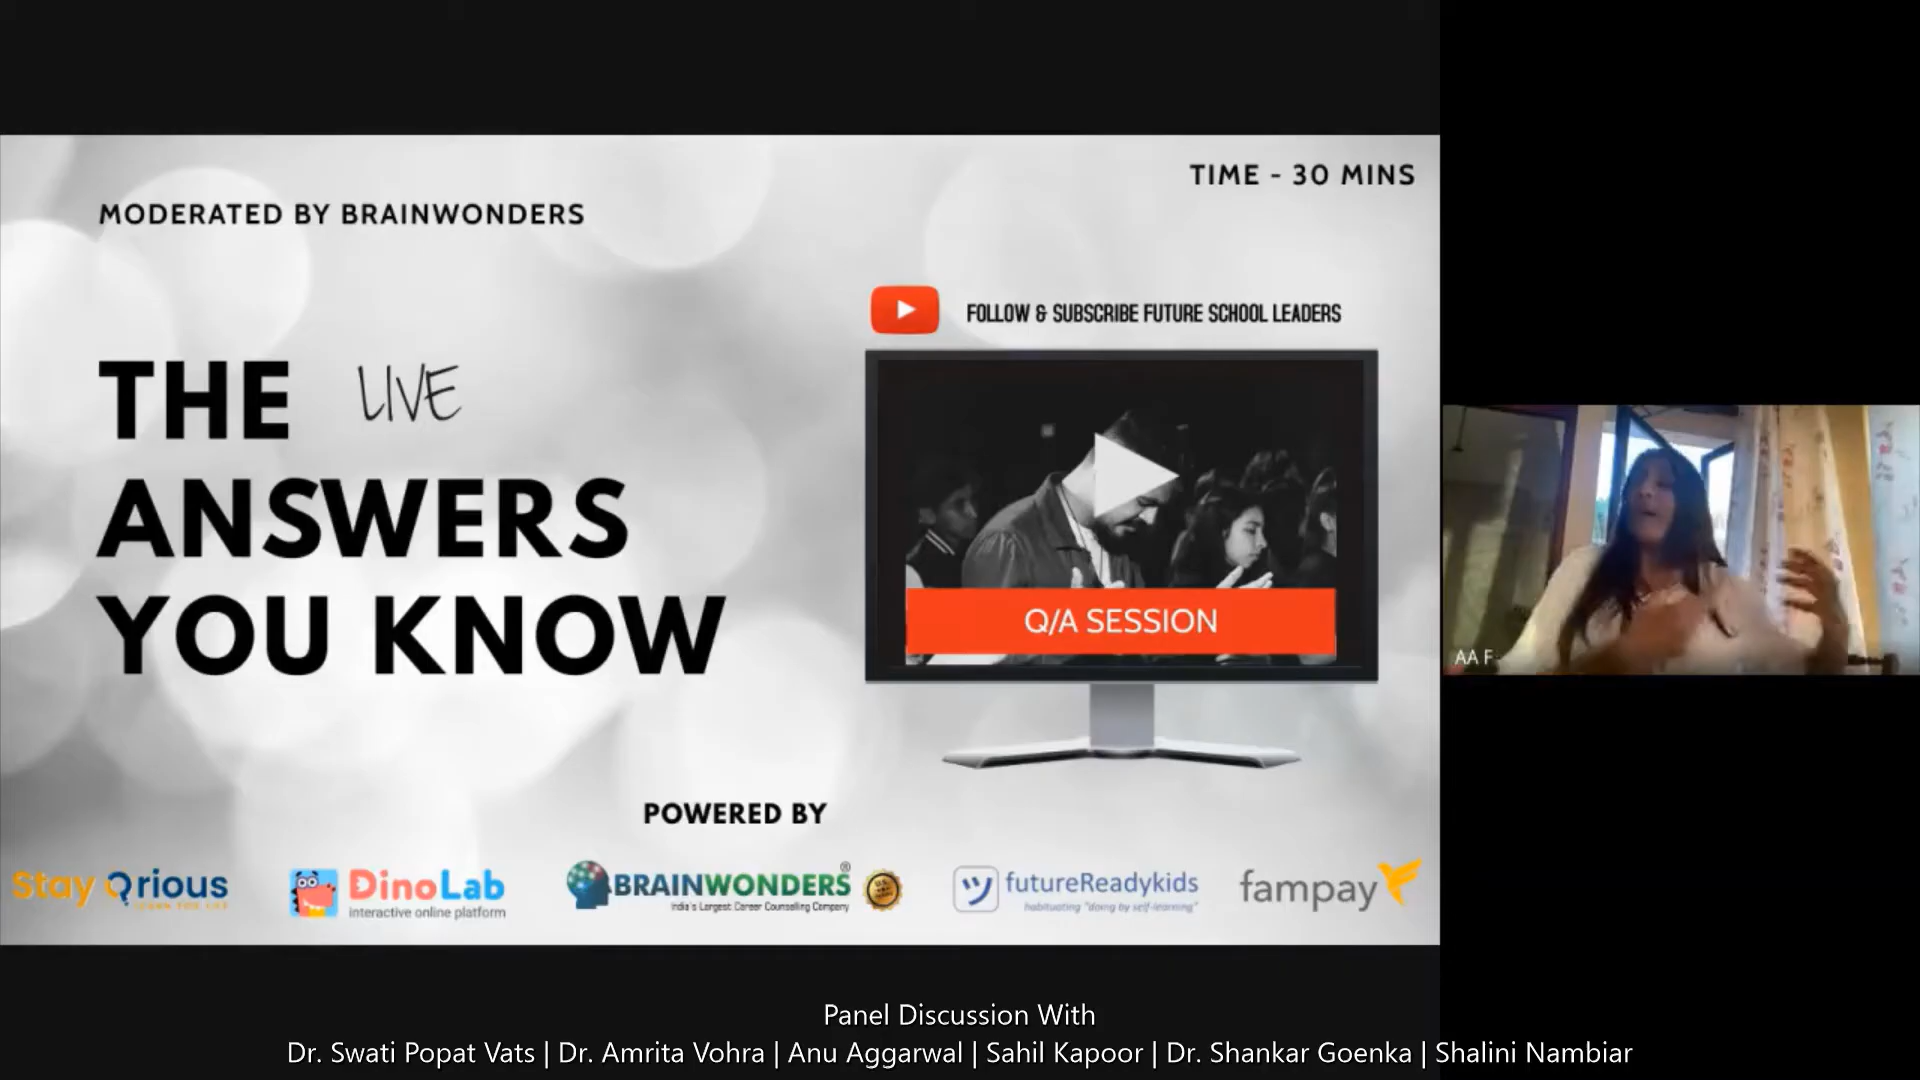 TIME - 30 MINS
MODERATED BY BRAINWONDERS
FOLLOW & SUBSCRIBE FUTURE SCHOOL LEADERS
THE LIVE
ANSWERS
YOU KNOW
Q/A SESSION
AA F
POWERED BY
Stay Qrious
LEARN FOR LIFE
DinoLab
interactive online platform
BRAINWONDERS®
India's Largest Career Counselling Company
futureReadykids
habituating "doing by self-learning"
fampay
Panel Discussion With
Dr. Swati Popat Vats | Dr. Amrita Vohra | Anu Aggarwal | Sahil Kapoor | Dr. Shankar Goenka | Shalini Nambiar